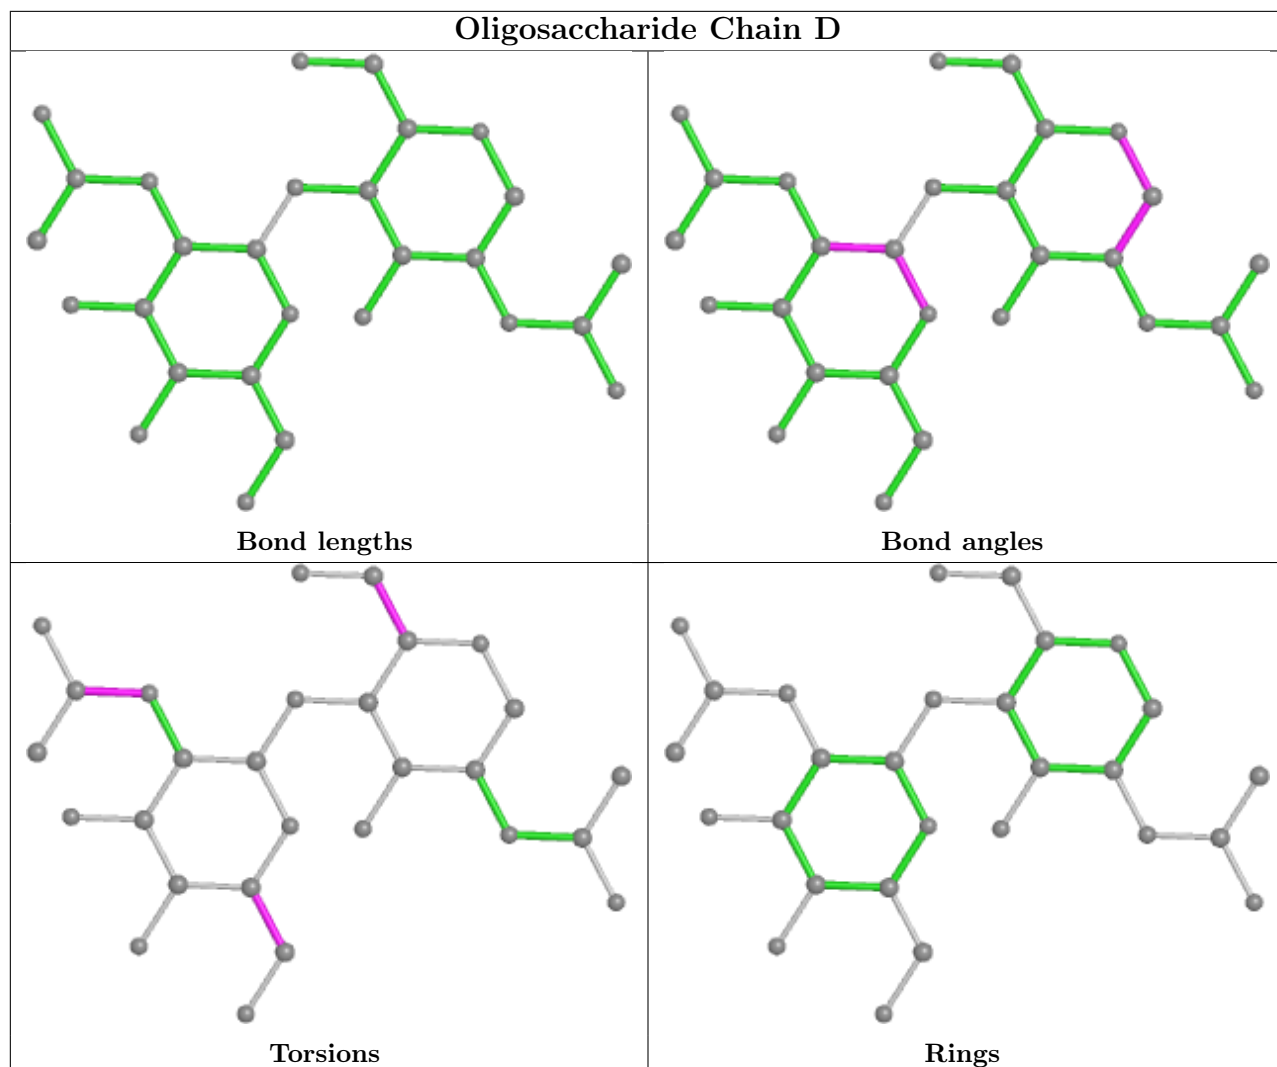 Oligosaccharide Chain D
Bond lengths
Bond angles
Torsions
Rings